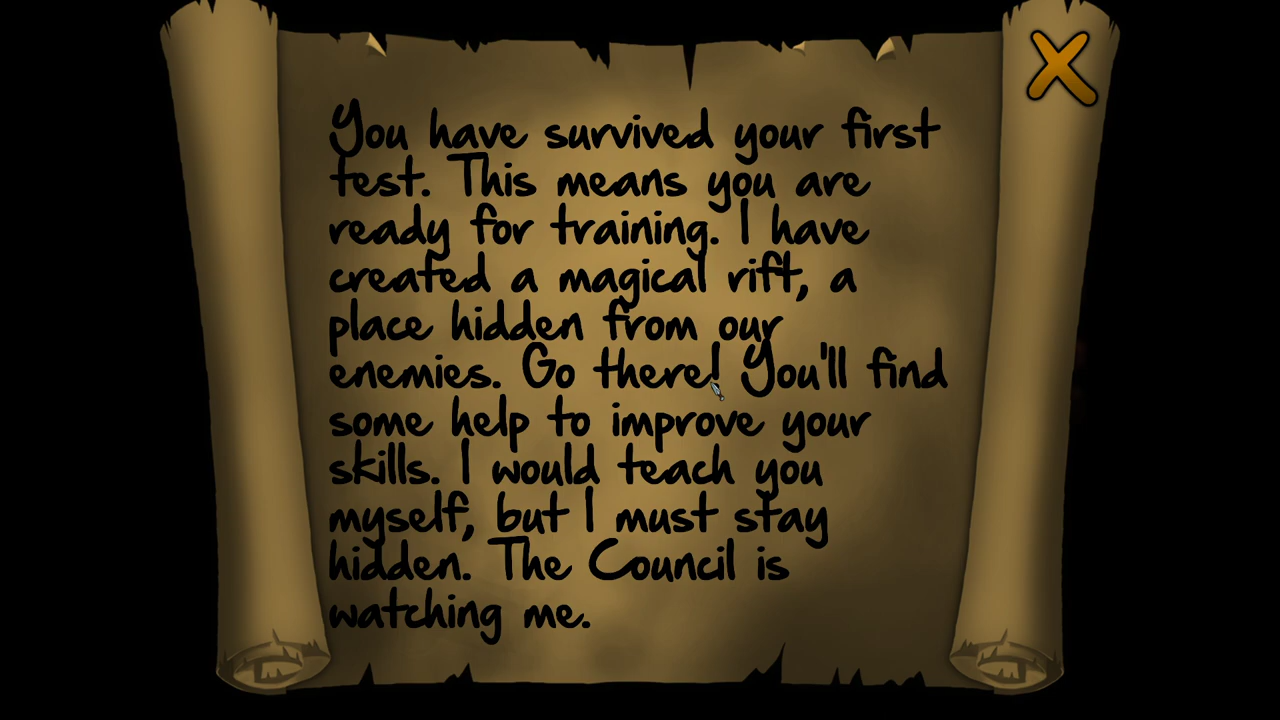 You have survived your first
test. This means you are
ready for training. I have
created a magical rift, a
place hidden from our
enemies. Go there! You'll find
some help to improve your
skills. I would teach you
myself, but I must stay
hidden. The Council is
watching me.